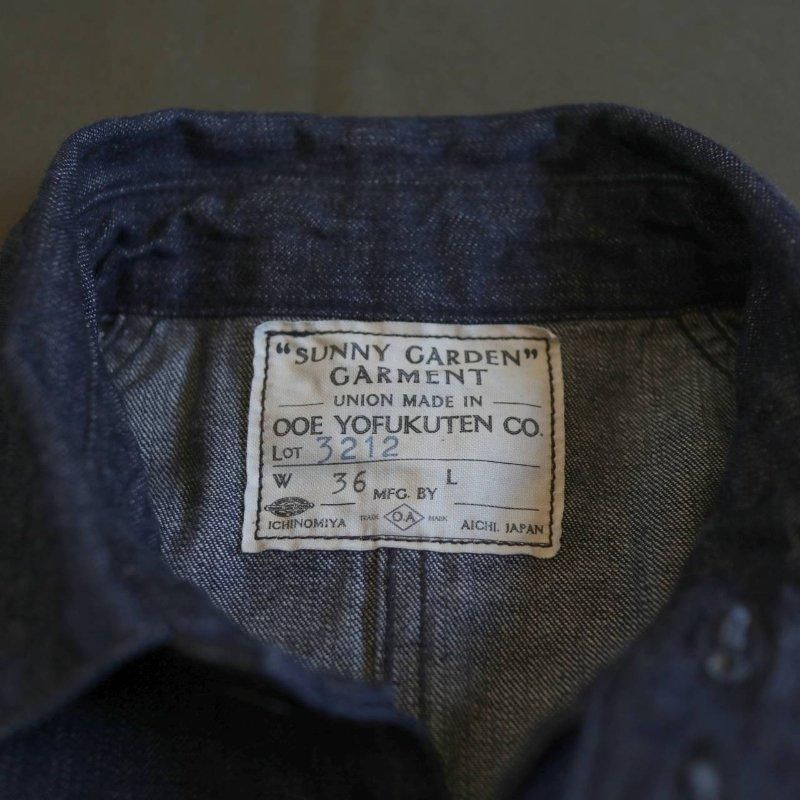 "SUNNY GARDEN"
GARMENT
UNION MADE IN
OOE YOFUKUTEN CO.
LOT 3212
W 36 MFG. BY L
TRADE O.A MARK
ICHINOMIYA AICHI. JAPAN